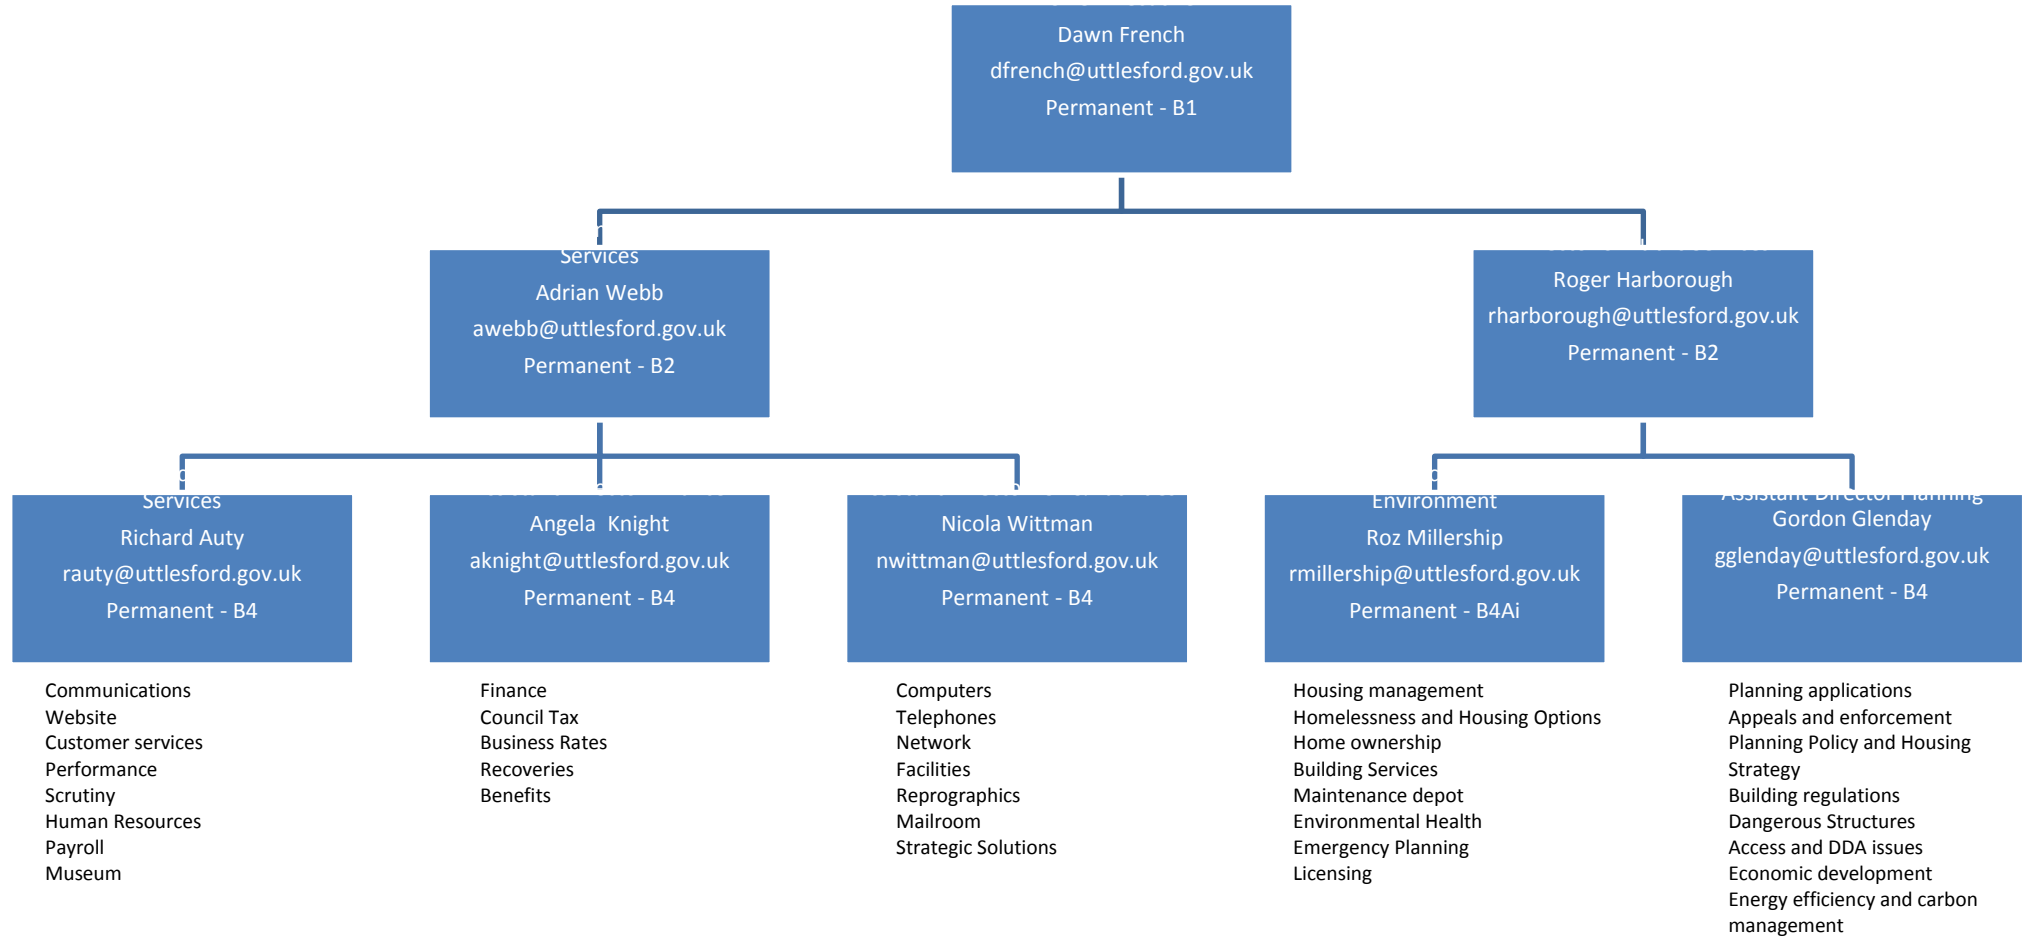 Dawn French
dfrench@uttlesford.gov.uk
Permanent - B1
Services
Adrian Webb
awebb@uttlesford.gov.uk
Permanent - B2
Roger Harborough
rharborough@uttlesford.gov.uk
Permanent - B2
Services
Richard Auty
rauty@uttlesford.gov.uk
Permanent - B4
Angela  Knight
aknight@uttlesford.gov.uk
Permanent - B4
Nicola Wittman
nwittman@uttlesford.gov.uk
Permanent - B4
Environment
Roz Millership
rmillership@uttlesford.gov.uk
Permanent - B4Ai
Assistant Director Planning
Gordon Glenday
gglenday@uttlesford.gov.uk
Permanent - B4
Communications
Website
Customer services
Performance
Scrutiny
Human Resources
Payroll
Museum
Finance
Council Tax
Business Rates
Recoveries
Benefits
Computers
Telephones
Network
Facilities
Reprographics
Mailroom
Strategic Solutions
Housing management
Homelessness and Housing Options
Home ownership
Building Services
Maintenance depot
Environmental Health
Emergency Planning
Licensing
Planning applications
Appeals and enforcement
Planning Policy and Housing
Strategy
Building regulations
Dangerous Structures
Access and DDA issues
Economic development
Energy efficiency and carbon
management